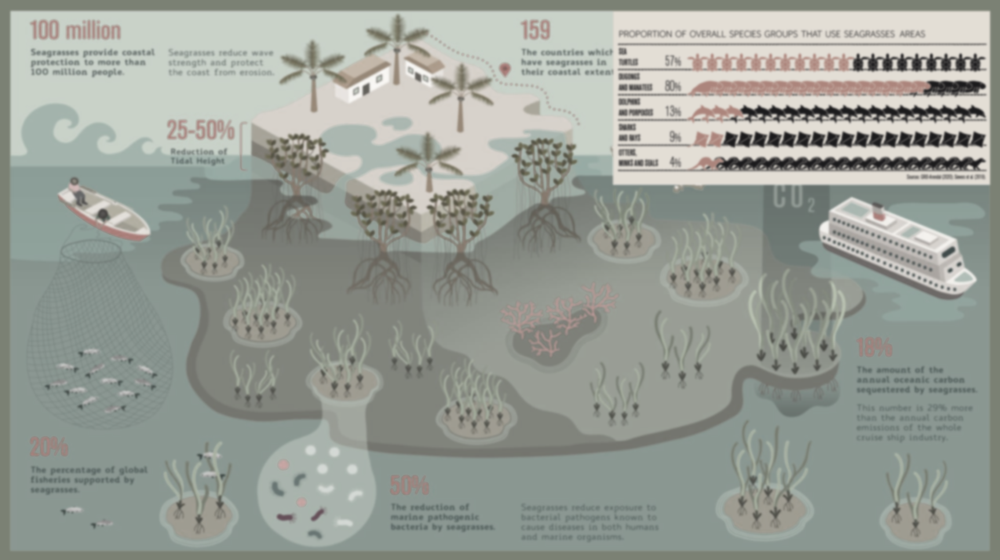 100 million
Seagrasses provide coastal
protection to more than
100 million people.
Seagrasses reduce wave
strength and protect
the coast from erosion.
25-50%
Reduction of
Tidal Height
159
The countries which
have seagrasses in
their coastal extent
PROPORTION OF OVERALL SPECIES GROUPS THAT USE SEAGRASSES AREAS
SEA
TURTLES 57%
DUGONGS
AND MANATEES 80%
DOLPHINS
AND PORPOISES 13%
SHARKS
AND RAYS 9%
OTTERS,
MINKS AND SEALS 4%
CO2
18%
The amount of the
annual oceanic carbon
sequestered by seagrasses.
This number is 29% more
than the annual carbon
emissions of the whole
cruise ship industry.
20%
The percentage of global
fisheries supported by
seagrasses.
50%
The reduction of
marine pathogenic
bacteria by seagrasses.
Seagrasses reduce exposure to
bacterial pathogens known to
cause diseases in both humans
and marine organisms.